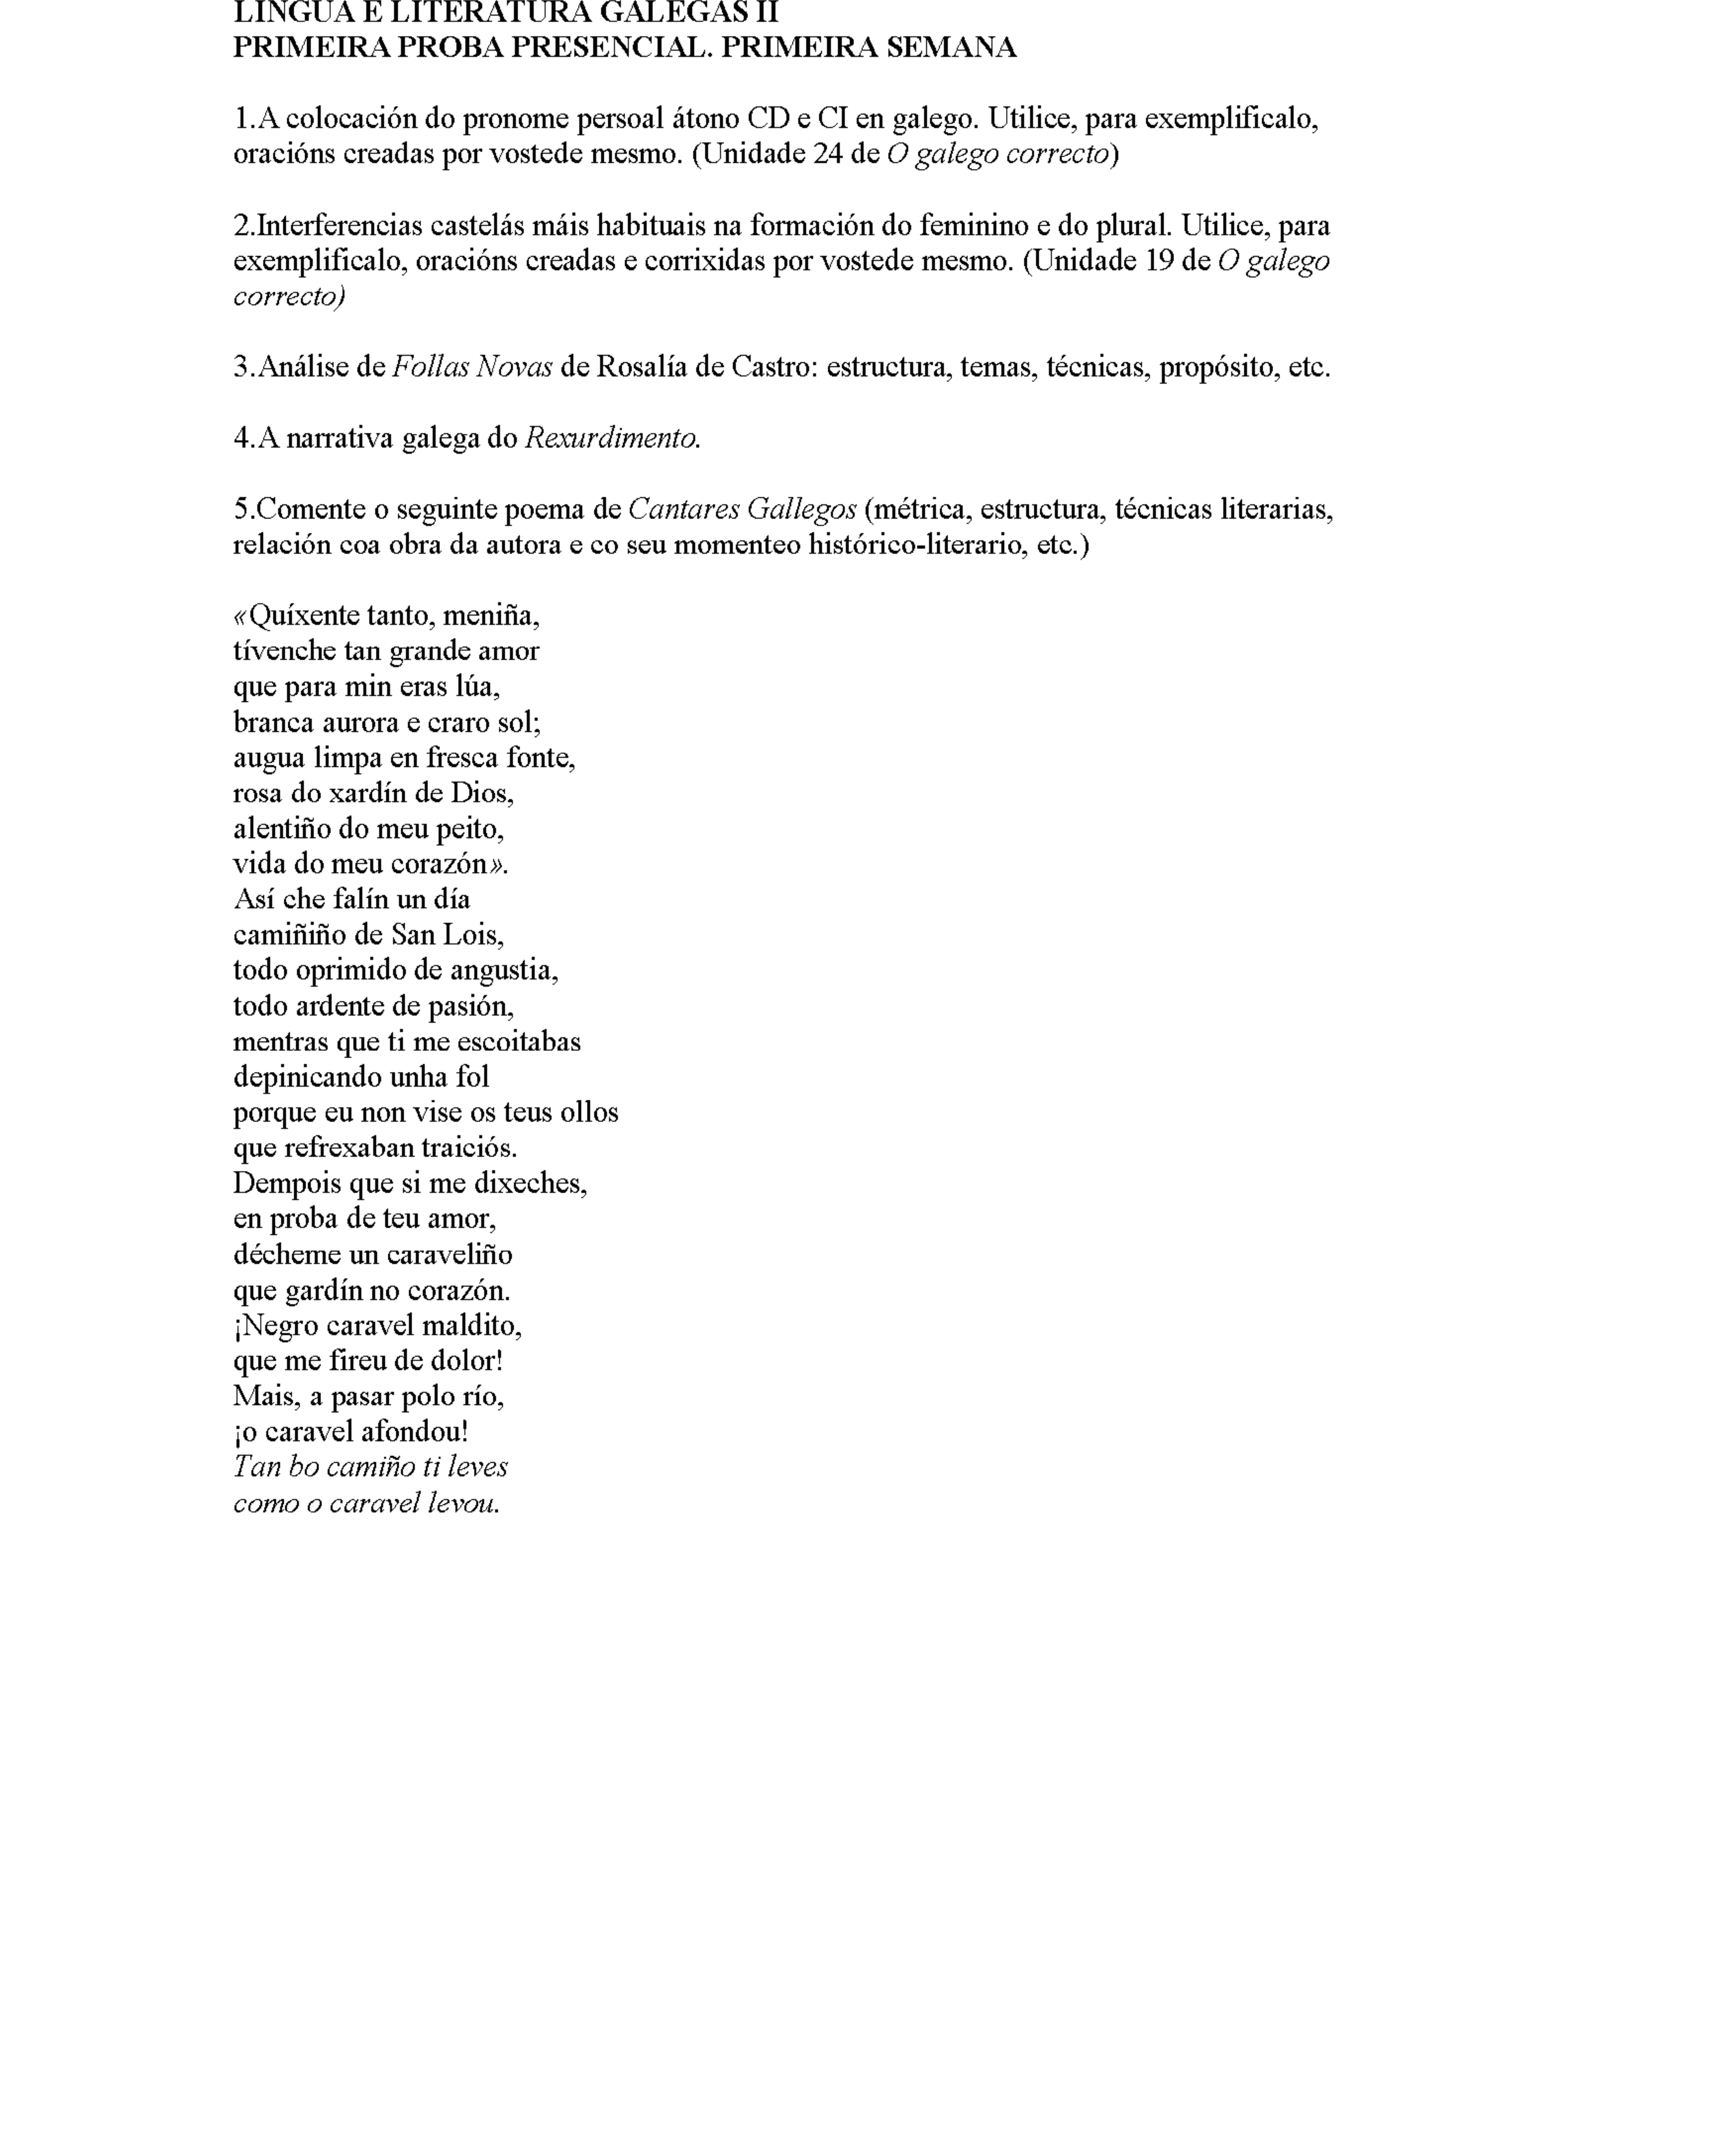 LINGUA E LITERATURA GALEGAS II
PRIMEIRA PROBA PRESENCIAL. PRIMEIRA SEMANA
1.A colocación do pronome persoal átono CD e CI en galego. Utilice, para exemplificalo,
oracións creadas por vostede mesmo. (Unidade 24 de O galego correcto)
2.Interferencias castelás máis habituais na formación do feminino e do plural. Utilice, para
exemplificalo, oracións creadas e corrixidas por vostede mesmo. (Unidade 19 de O galego
correcto)
3.Análise de Follas Novas de Rosalía de Castro: estructura, temas, técnicas, propósito, etc.
4.A narrativa galega do Rexurdimento.
5.Comente o seguinte poema de Cantares Gallegos (métrica, estructura, técnicas literarias,
relación coa obra da autora e co seu momenteo histórico-literario, etc.)
«Quíxente tanto, meniña,
tívenche tan grande amor
que para min eras lúa,
branca aurora e craro sol;
augua limpa en fresca fonte,
rosa do xardín de Dios,
alentiño do meu peito,
vida do meu corazón».
Así che falín un día
camiñiño de San Lois,
todo oprimido de angustia,
todo ardente de pasión,
mentras que ti me escoitabas
depinicando unha fol
porque eu non vise os teus ollos
que refrexaban traiciós.
Dempois que si me dixeches,
en proba de teu amor,
décheme un caraveliño
que gardín no corazón.
¡Negro caravel maldito,
que me fireu de dolor!
Mais, a pasar polo río,
¡o caravel afondou!
Tan bo camiño ti leves
como o caravel levou.